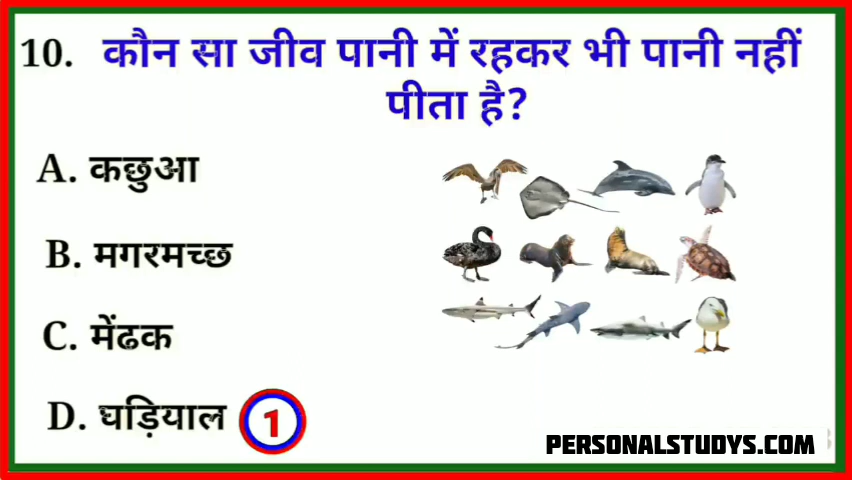 10. कौन सा जीव पानी में रहकर भी पानी नहीं
पीता है?
A. कछुआ
B. मगरमच्छ
C. मेंढक
D. घड़ियाल
1
PERSONALSTUDYS.COM